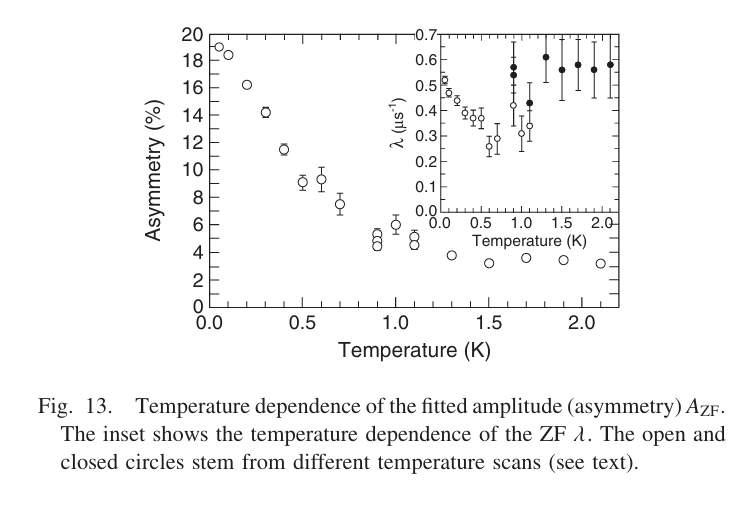 20
18
16
14
12
10
8
6
4
2
0
Asymmetry (%)
0.0 0.5 1.0 1.5 2.0
Temperature (K)
0.7
0.6
0.5
0.4
0.3
0.2
0.1
0.0
λ (μs⁻¹)
0.0 0.5 1.0 1.5 2.0
Temperature (K)
Fig. 13. Temperature dependence of the fitted amplitude (asymmetry) A_ZF.
The inset shows the temperature dependence of the ZF λ. The open and
closed circles stem from different temperature scans (see text).